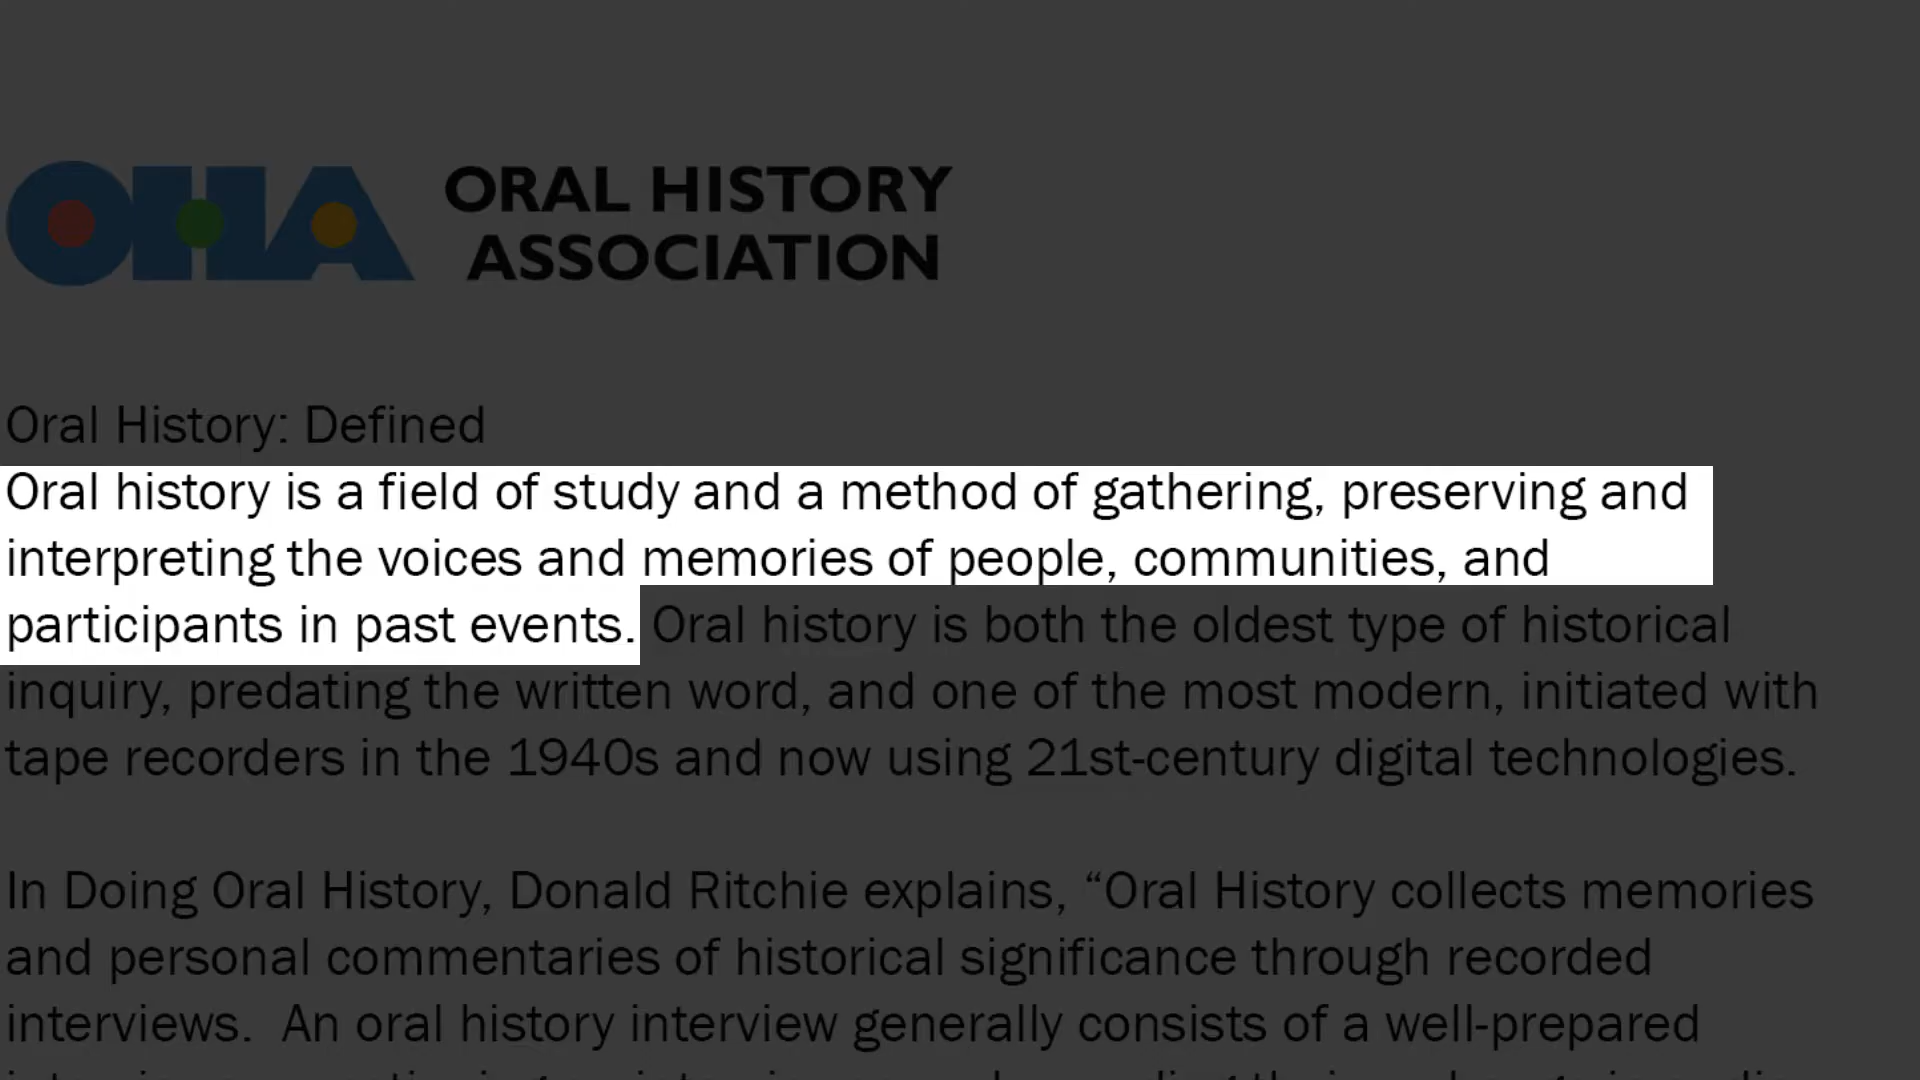 OHA ORAL HISTORY
ASSOCIATION
Oral History: Defined
Oral history is a field of study and a method of gathering, preserving and
interpreting the voices and memories of people, communities, and
participants in past events. Oral history is both the oldest type of historical
inquiry, predating the written word, and one of the most modern, initiated with
tape recorders in the 1940s and now using 21st-century digital technologies.
In Doing Oral History, Donald Ritchie explains, “Oral History collects memories
and personal commentaries of historical significance through recorded
interviews.  An oral history interview generally consists of a well-prepared